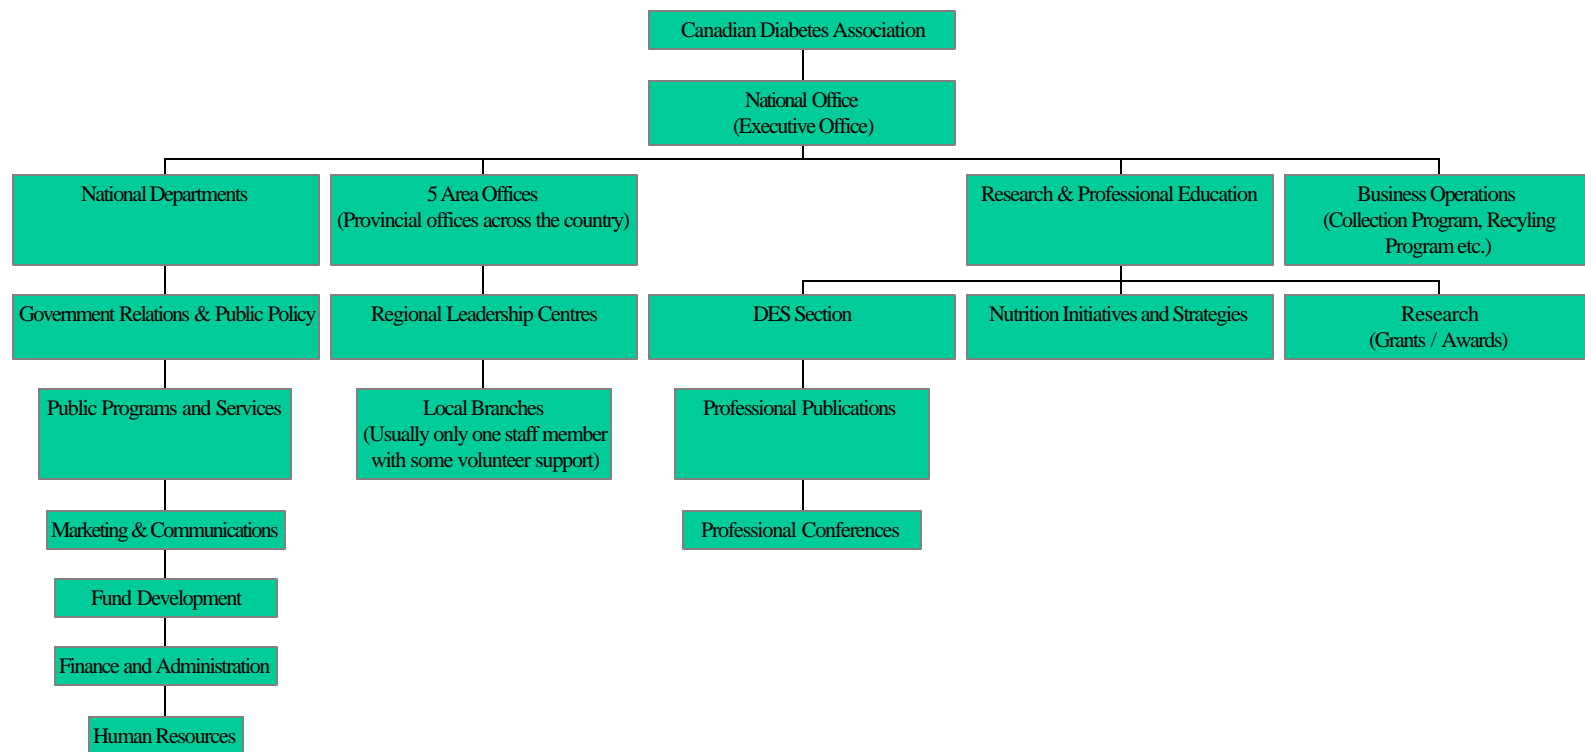 Canadian Diabetes Association
National Office
(Executive Office)
National Departments
5 Area Offices
(Provincial offices across the country)
Research & Professional Education
Business Operations
(Collection Program, Recyling
Program etc.)
Government Relations & Public Policy
Regional Leadership Centres
DES Section
Nutrition Initiatives and Strategies
Research
(Grants / Awards)
Public Programs and Services
Local Branches
(Usually only one staff member
with some volunteer support)
Professional Publications
Marketing & Communications
Professional Conferences
Fund Development
Finance and Administration
Human Resources